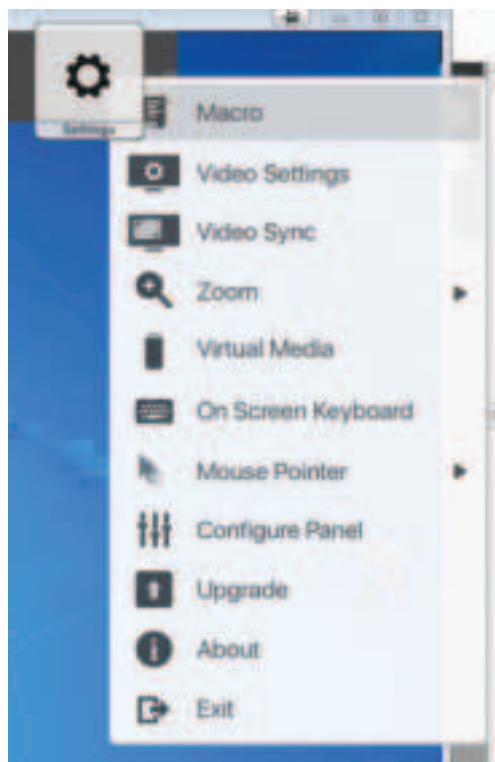 Settings
Macro
Video Settings
Video Sync
Zoom
Virtual Media
On Screen Keyboard
Mouse Pointer
Configure Panel
Upgrade
About
Exit